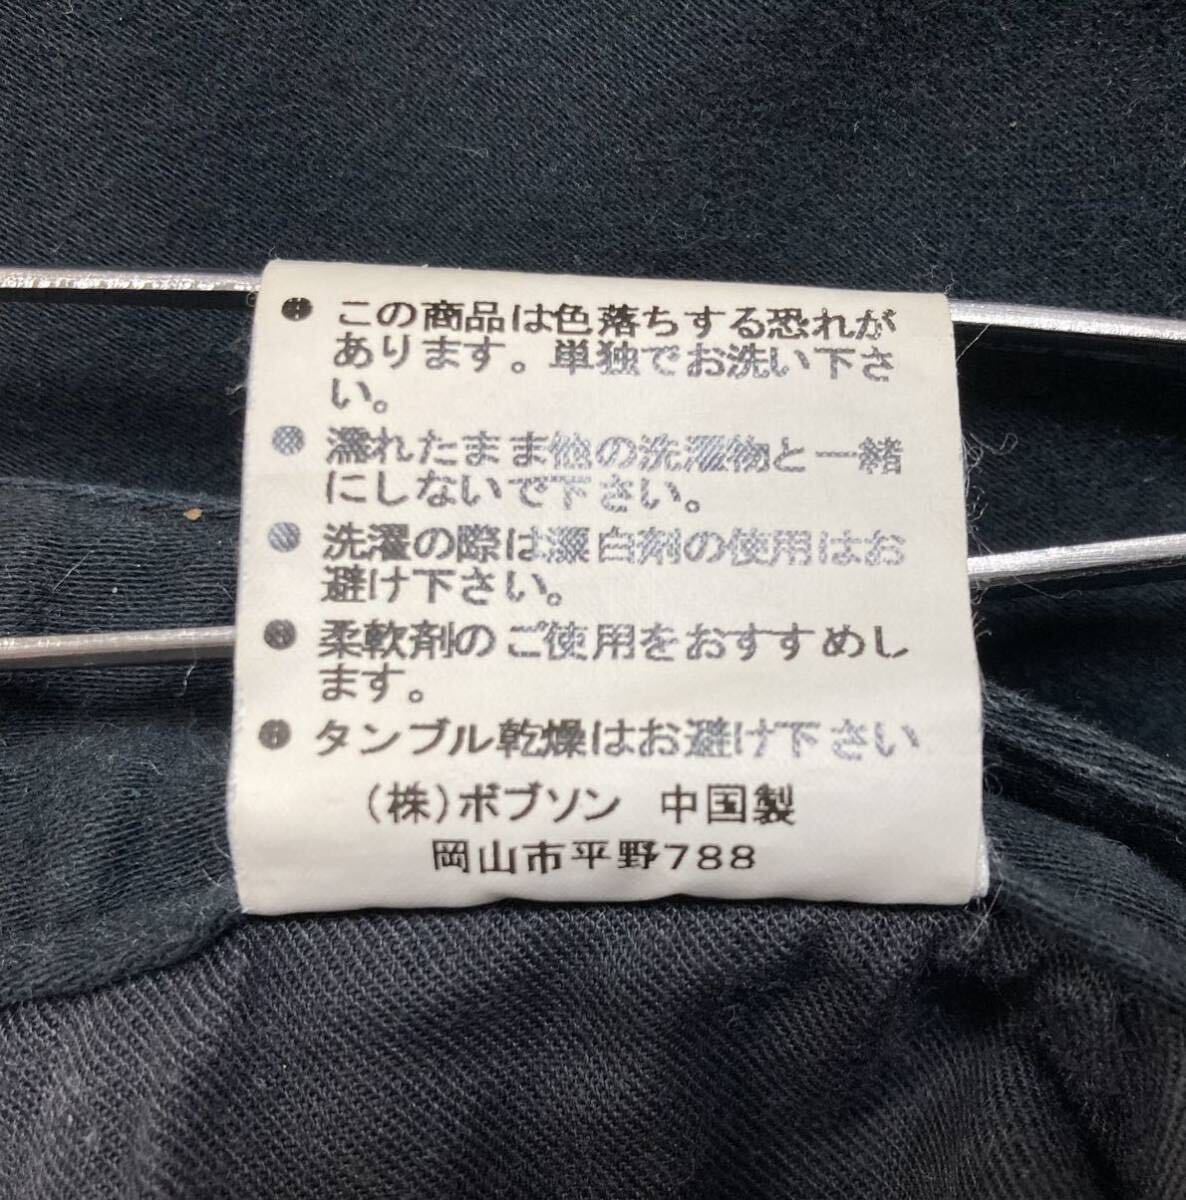 ● この商品は色落ちする恐れが
あります。単独でお洗い下さ
い。
● 濡れたまま他の洗濯物と一緒
にしないで下さい。
● 洗濯の際は漂白剤の使用はお
避け下さい。
● 柔軟剤のご使用をおすすめし
ます。
● タンブル乾燥はお避け下さい
(株)ボブソン 中国製
岡山市平野788